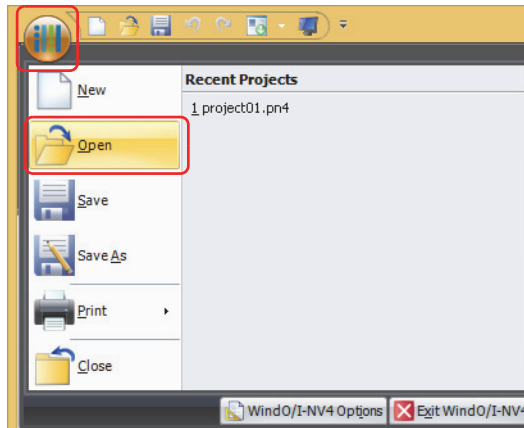 New
Recent Projects
1 project01.pn4
Open
Save
Save As
Print
Close
WindO/I-NV4 Options
Exit WindO/I-NV4